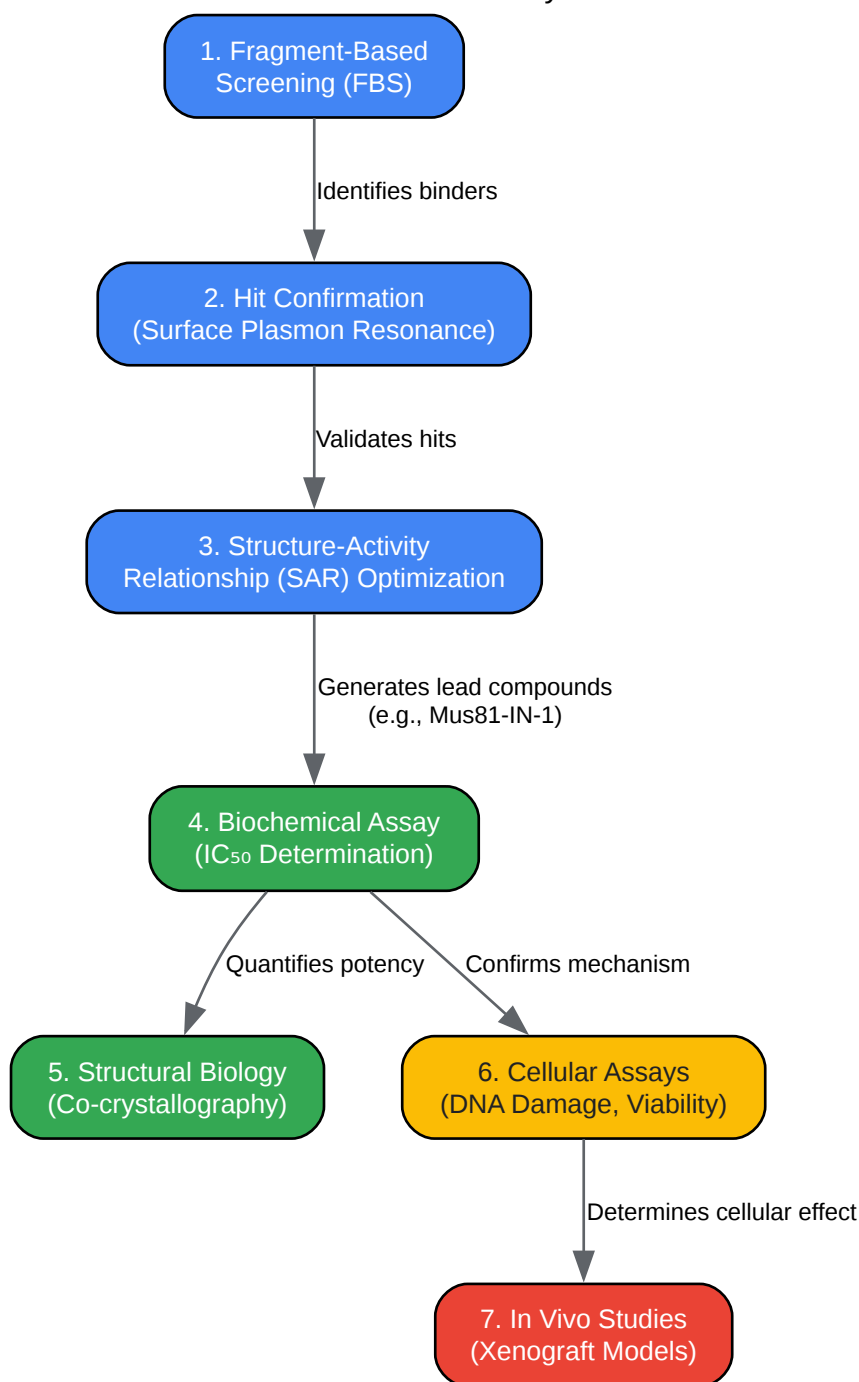 1. Fragment-Based
Screening (FBS)
Identifies binders
2. Hit Confirmation
(Surface Plasmon Resonance)
Validates hits
3. Structure-Activity
Relationship (SAR) Optimization
Generates lead compounds
(e.g., Mus81-IN-1)
4. Biochemical Assay
(IC₅₀ Determination)
Quantifies potency
Confirms mechanism
5. Structural Biology
(Co-crystallography)
6. Cellular Assays
(DNA Damage, Viability)
Determines cellular effect
7. In Vivo Studies
(Xenograft Models)